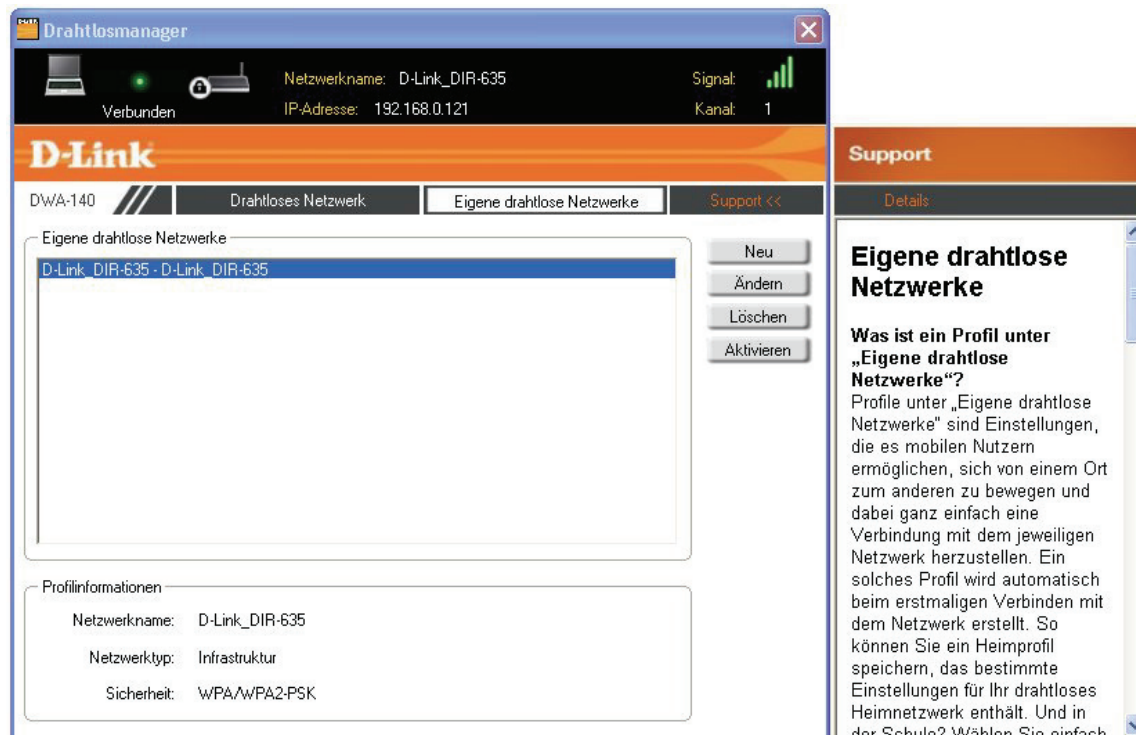 Drahtlosmanager
Verbunden
Netzwerkname: D-Link_DIR-635
IP-Adresse: 192.168.0.121
Signal:
Kanal: 1
D-Link
DWA-140
Drahtloses Netzwerk
Eigene drahtlose Netzwerke
Support <<
Eigene drahtlose Netzwerke
D-Link_DIR-635 - D-Link_DIR-635
Neu
Ändern
Löschen
Aktivieren
Profilinformationen
Netzwerkname: D-Link_DIR-635
Netzwerktyp: Infrastruktur
Sicherheit: WPA/WPA2-PSK
Support
Details
Eigene drahtlose
Netzwerke
Was ist ein Profil unter
„Eigene drahtlose
Netzwerke“?
Profile unter „Eigene drahtlose
Netzwerke“ sind Einstellungen,
die es mobilen Nutzern
ermöglichen, sich von einem Ort
zum anderen zu bewegen und
dabei ganz einfach eine
Verbindung mit dem jeweiligen
Netzwerk herzustellen. Ein
solches Profil wird automatisch
beim erstmaligen Verbinden mit
dem Netzwerk erstellt. So
können Sie ein Heimprofil
speichern, das bestimmte
Einstellungen für Ihr drahtloses
Heimnetzwerk enthält. Und in
der Schule? Wählen Sie einfach